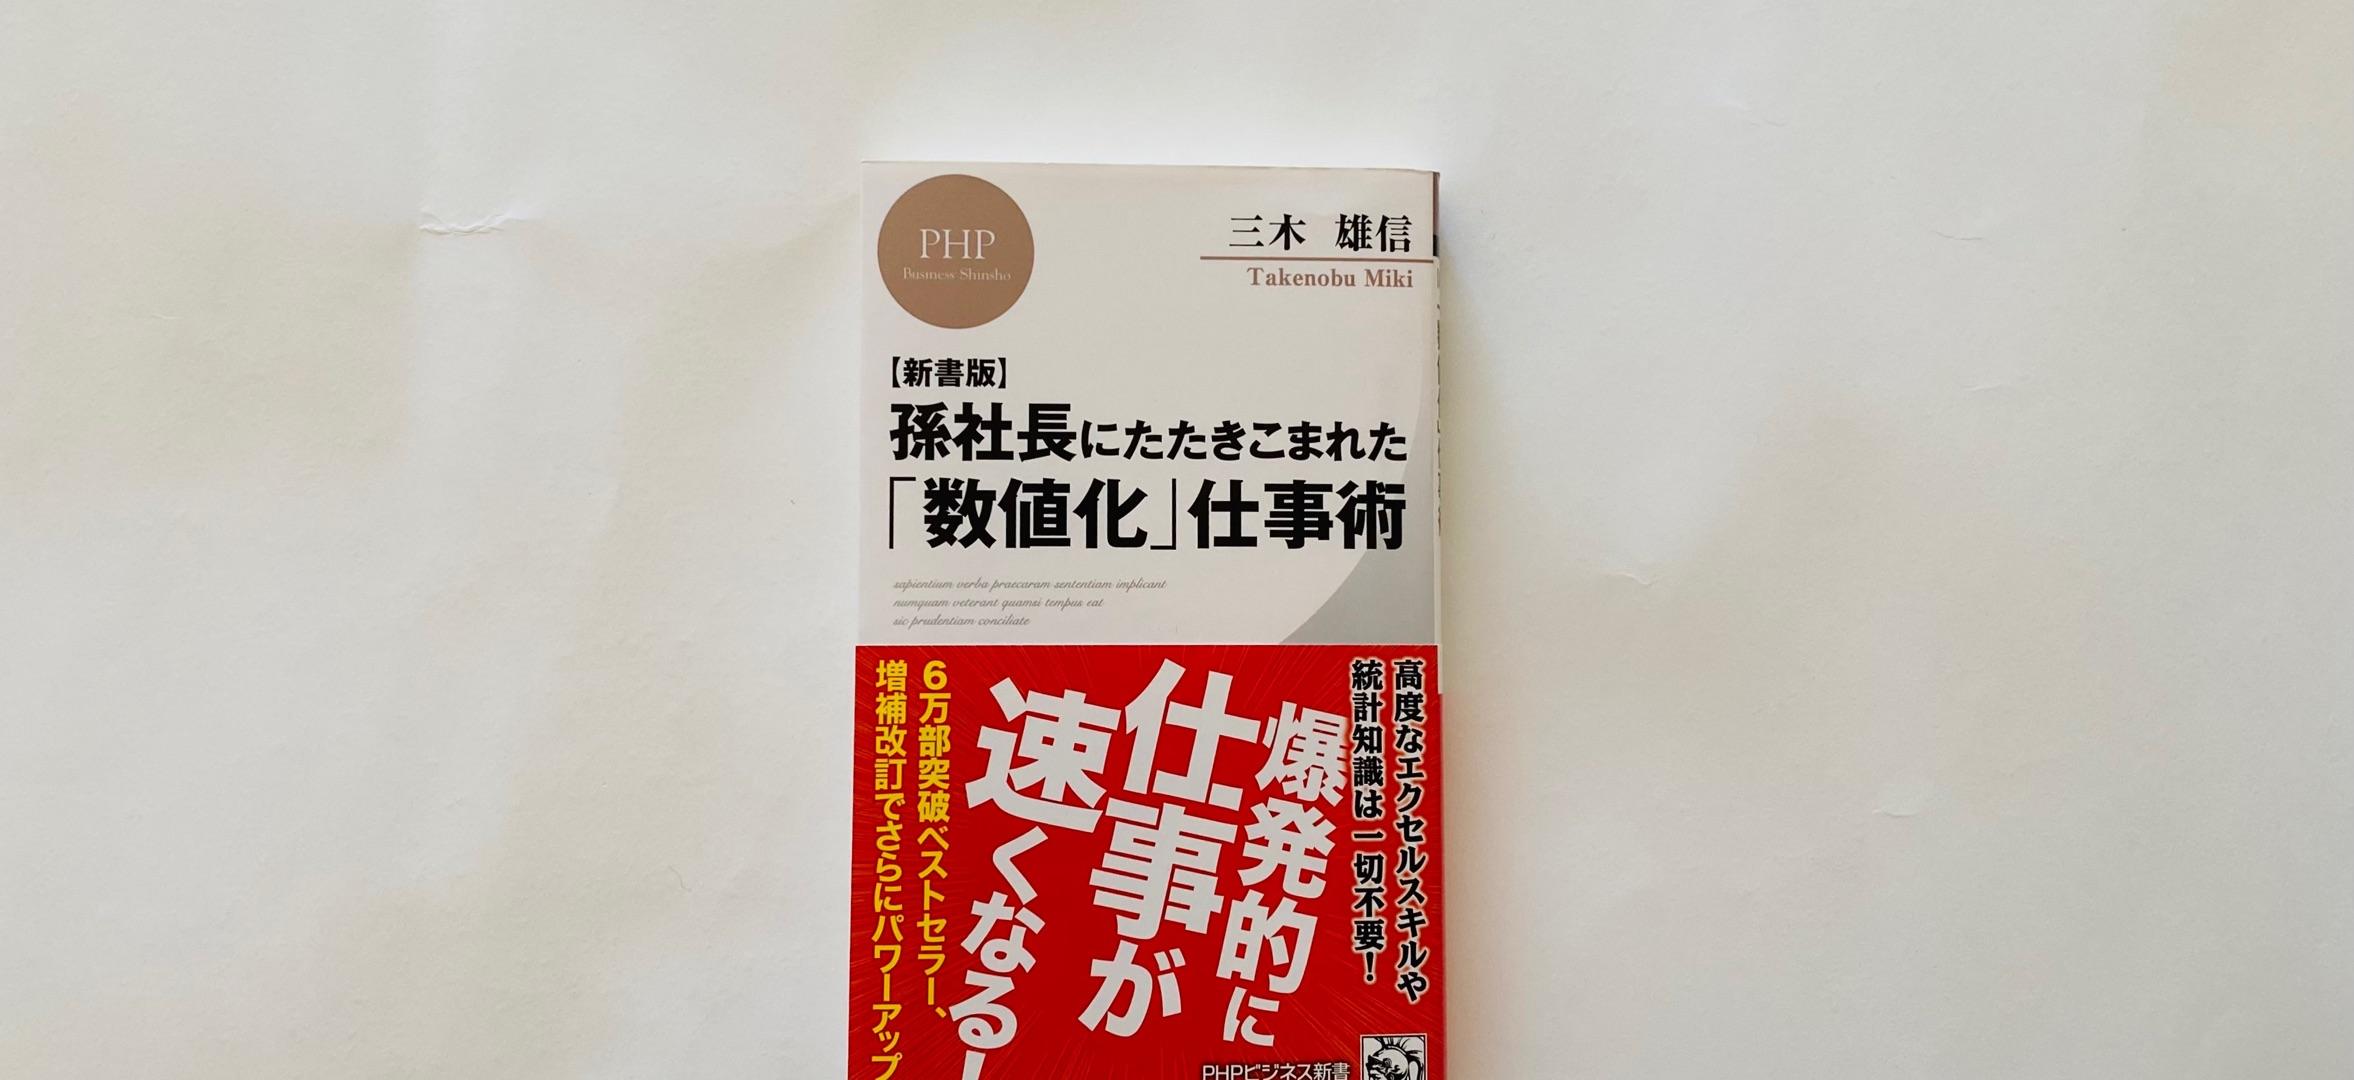 PHP
Business Shinsho
三木 雄信
Takenobu Miki
【新書版】
孫社長にたたきこまれた
「数値化」仕事術
sapientium verba praecaram sententiam implicant
numquam veterant quamsi tempus eat
sic prudentiam conciliate
高度なエクセルスキルや
統計知識は一切不要！
爆発的に
仕事が
速くなる！
6万部突破ベストセラー、
増補改訂でさらにパワーアップ
PHPビジネス新書